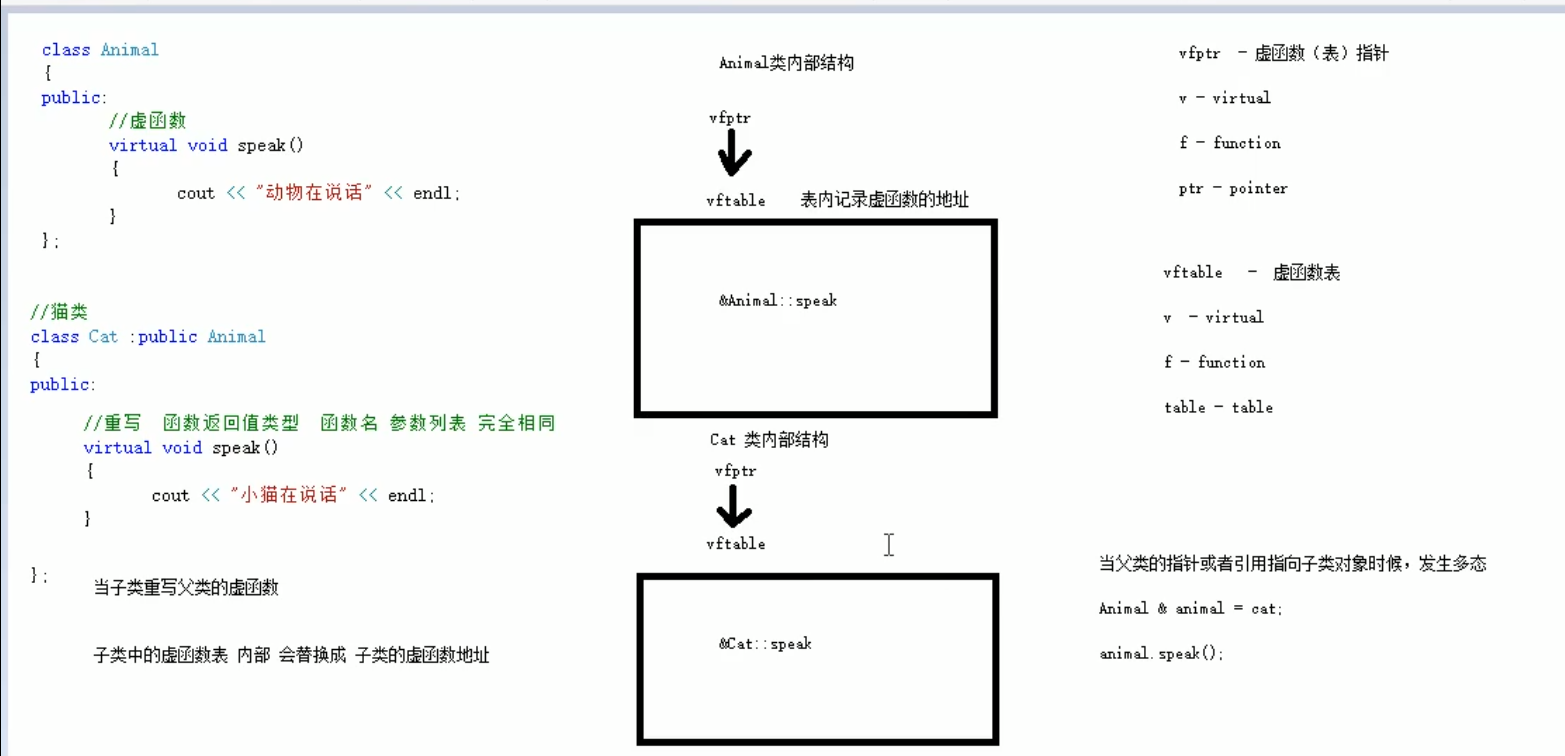 class Animal
{
public:
//虚函数
virtual void speak()
{
cout << "动物在说话" << endl;
}
};
//猫类
class Cat :public Animal
{
public:
//重写 函数返回值类型 函数名 参数列表 完全相同
virtual void speak()
{
cout << "小猫在说话" << endl;
}
};
当子类重写父类的虚函数
子类中的虚函数表 内部 会替换成 子类的虚函数地址
Animal类内部结构
vfptr
vftable 表内记录虚函数的地址
&Animal::speak
Cat 类内部结构
vfptr
vftable
&Cat::speak
vfptr - 虚函数（表）指针
v - virtual
f - function
ptr - pointer
vftable - 虚函数表
v - virtual
f - function
table - table
当父类的指针或者引用指向子类对象时候，发生多态
Animal & animal = cat;
animal.speak();